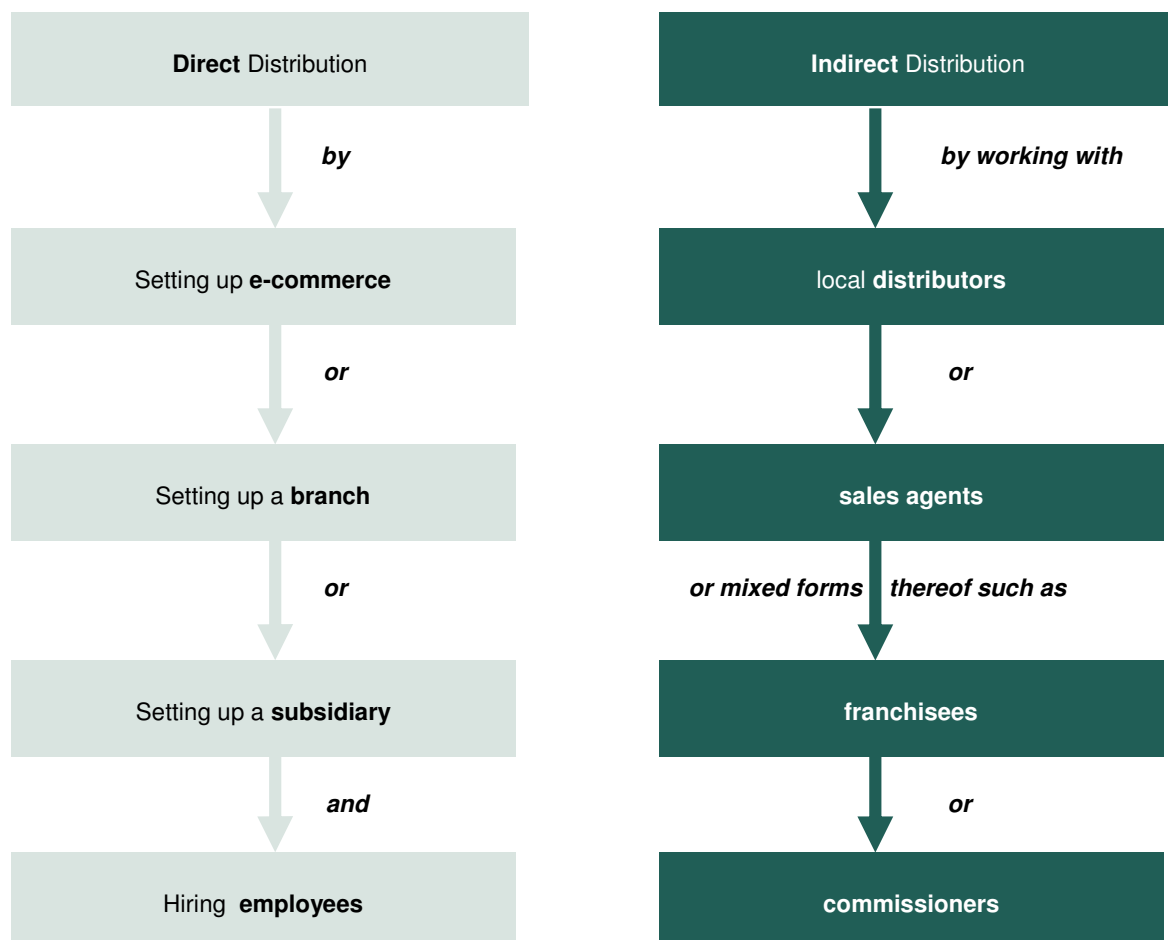 Direct Distribution
by
Setting up e-commerce
or
Setting up a branch
or
Setting up a subsidiary
and
Hiring employees
Indirect Distribution
by working with
local distributors
or
sales agents
or mixed forms thereof such as
franchisees
or
commissioners